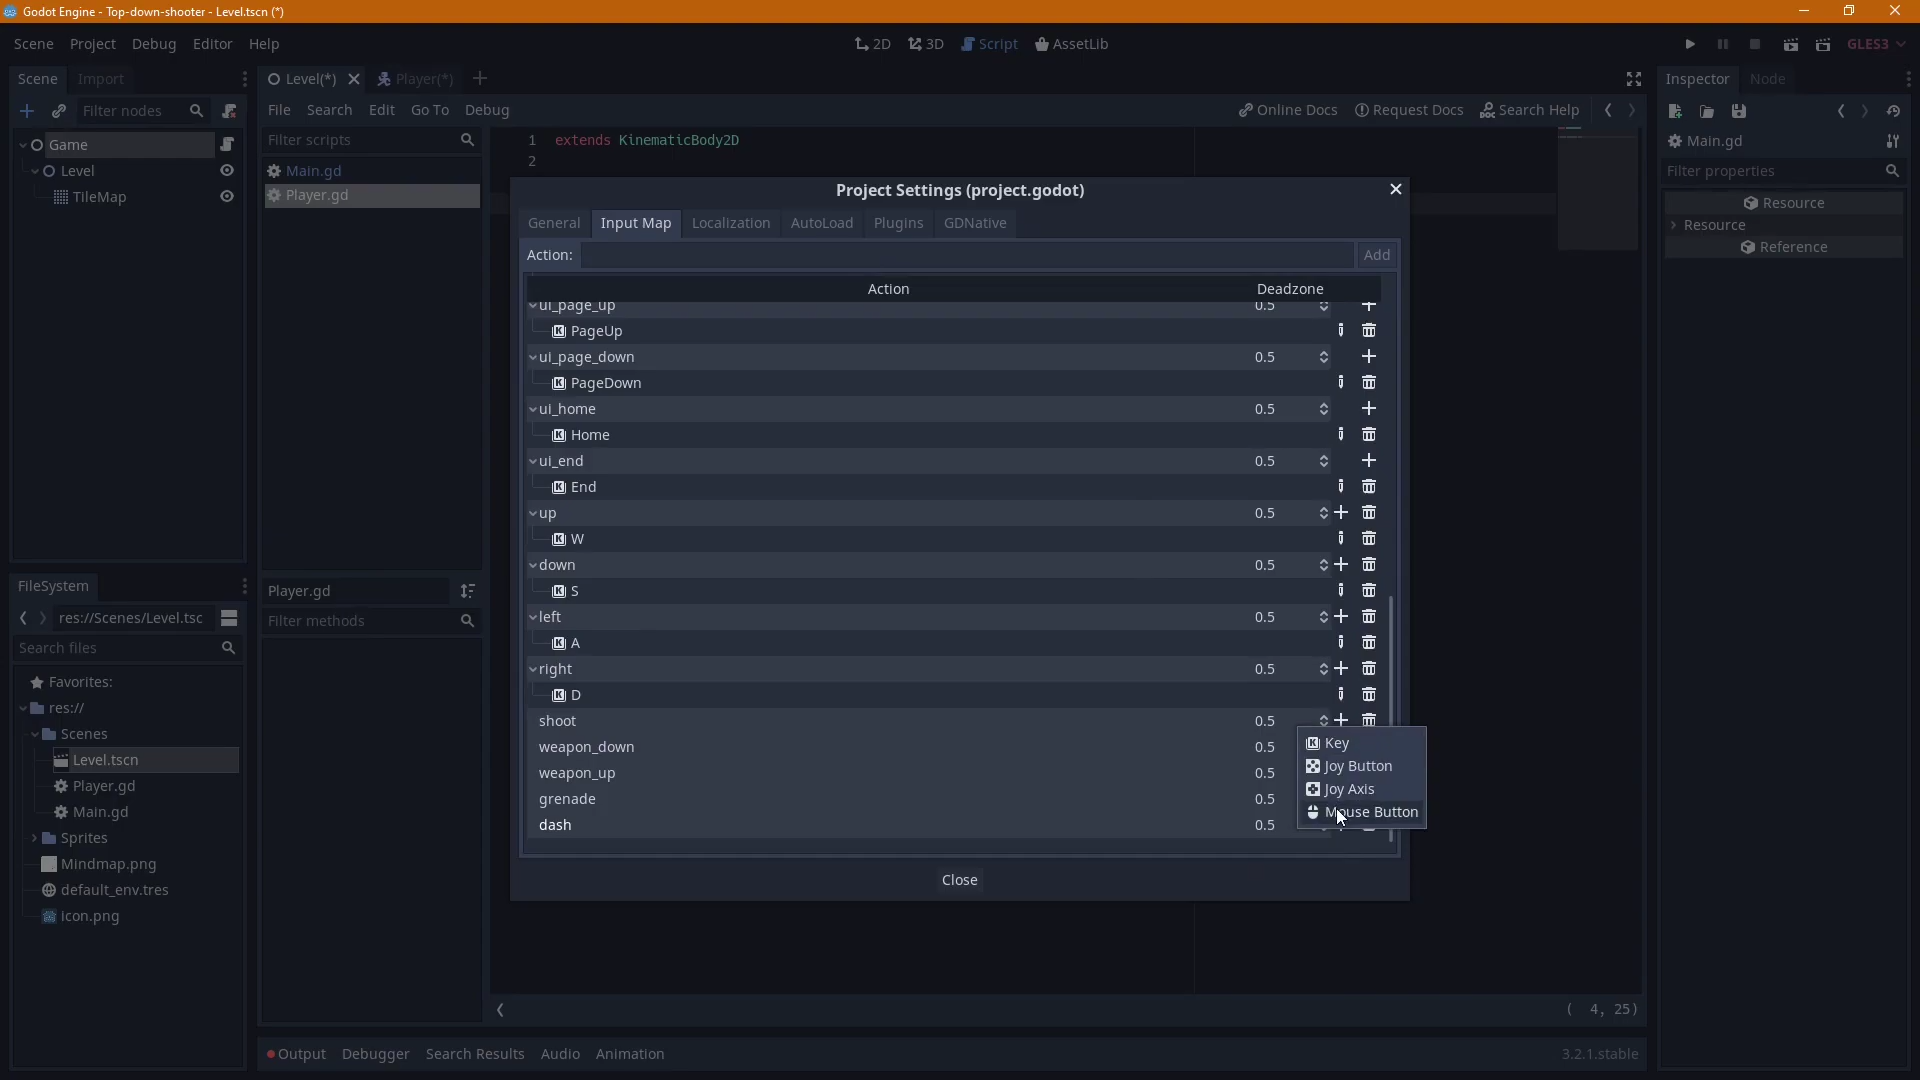 Godot Engine - Top-down-shooter - Level.tscn (*)
Scene Project Debug Editor Help
2D 3D Script AssetLib
GLES3
Scene Import
Level(*) Player(*)
Inspector Node
Filter nodes
File Search Edit Go To Debug
Online Docs Request Docs Search Help
Game
Level
TileMap
Filter scripts
Main.gd
Player.gd
1 extends KinematicBody2D
2
Main.gd
Filter properties
Resource
Resource
Reference
Project Settings (project.godot)
General Input Map Localization AutoLoad Plugins GDNative
Action: Add
Action Deadzone
ui_page_up 0.5
PageUp
ui_page_down 0.5
PageDown
ui_home 0.5
Home
ui_end 0.5
End
up 0.5
W
down 0.5
S
left 0.5
A
right 0.5
D
shoot 0.5
weapon_down 0.5
weapon_up 0.5
grenade 0.5
dash 0.5
Key
Joy Button
Joy Axis
Mouse Button
Close
FileSystem
res://Scenes/Level.tsc
Search files
Favorites:
res://
Scenes
Level.tscn
Player.gd
Main.gd
Sprites
Mindmap.png
default_env.tres
icon.png
Player.gd
Filter methods
( 4, 25)
Output Debugger Search Results Audio Animation
3.2.1.stable